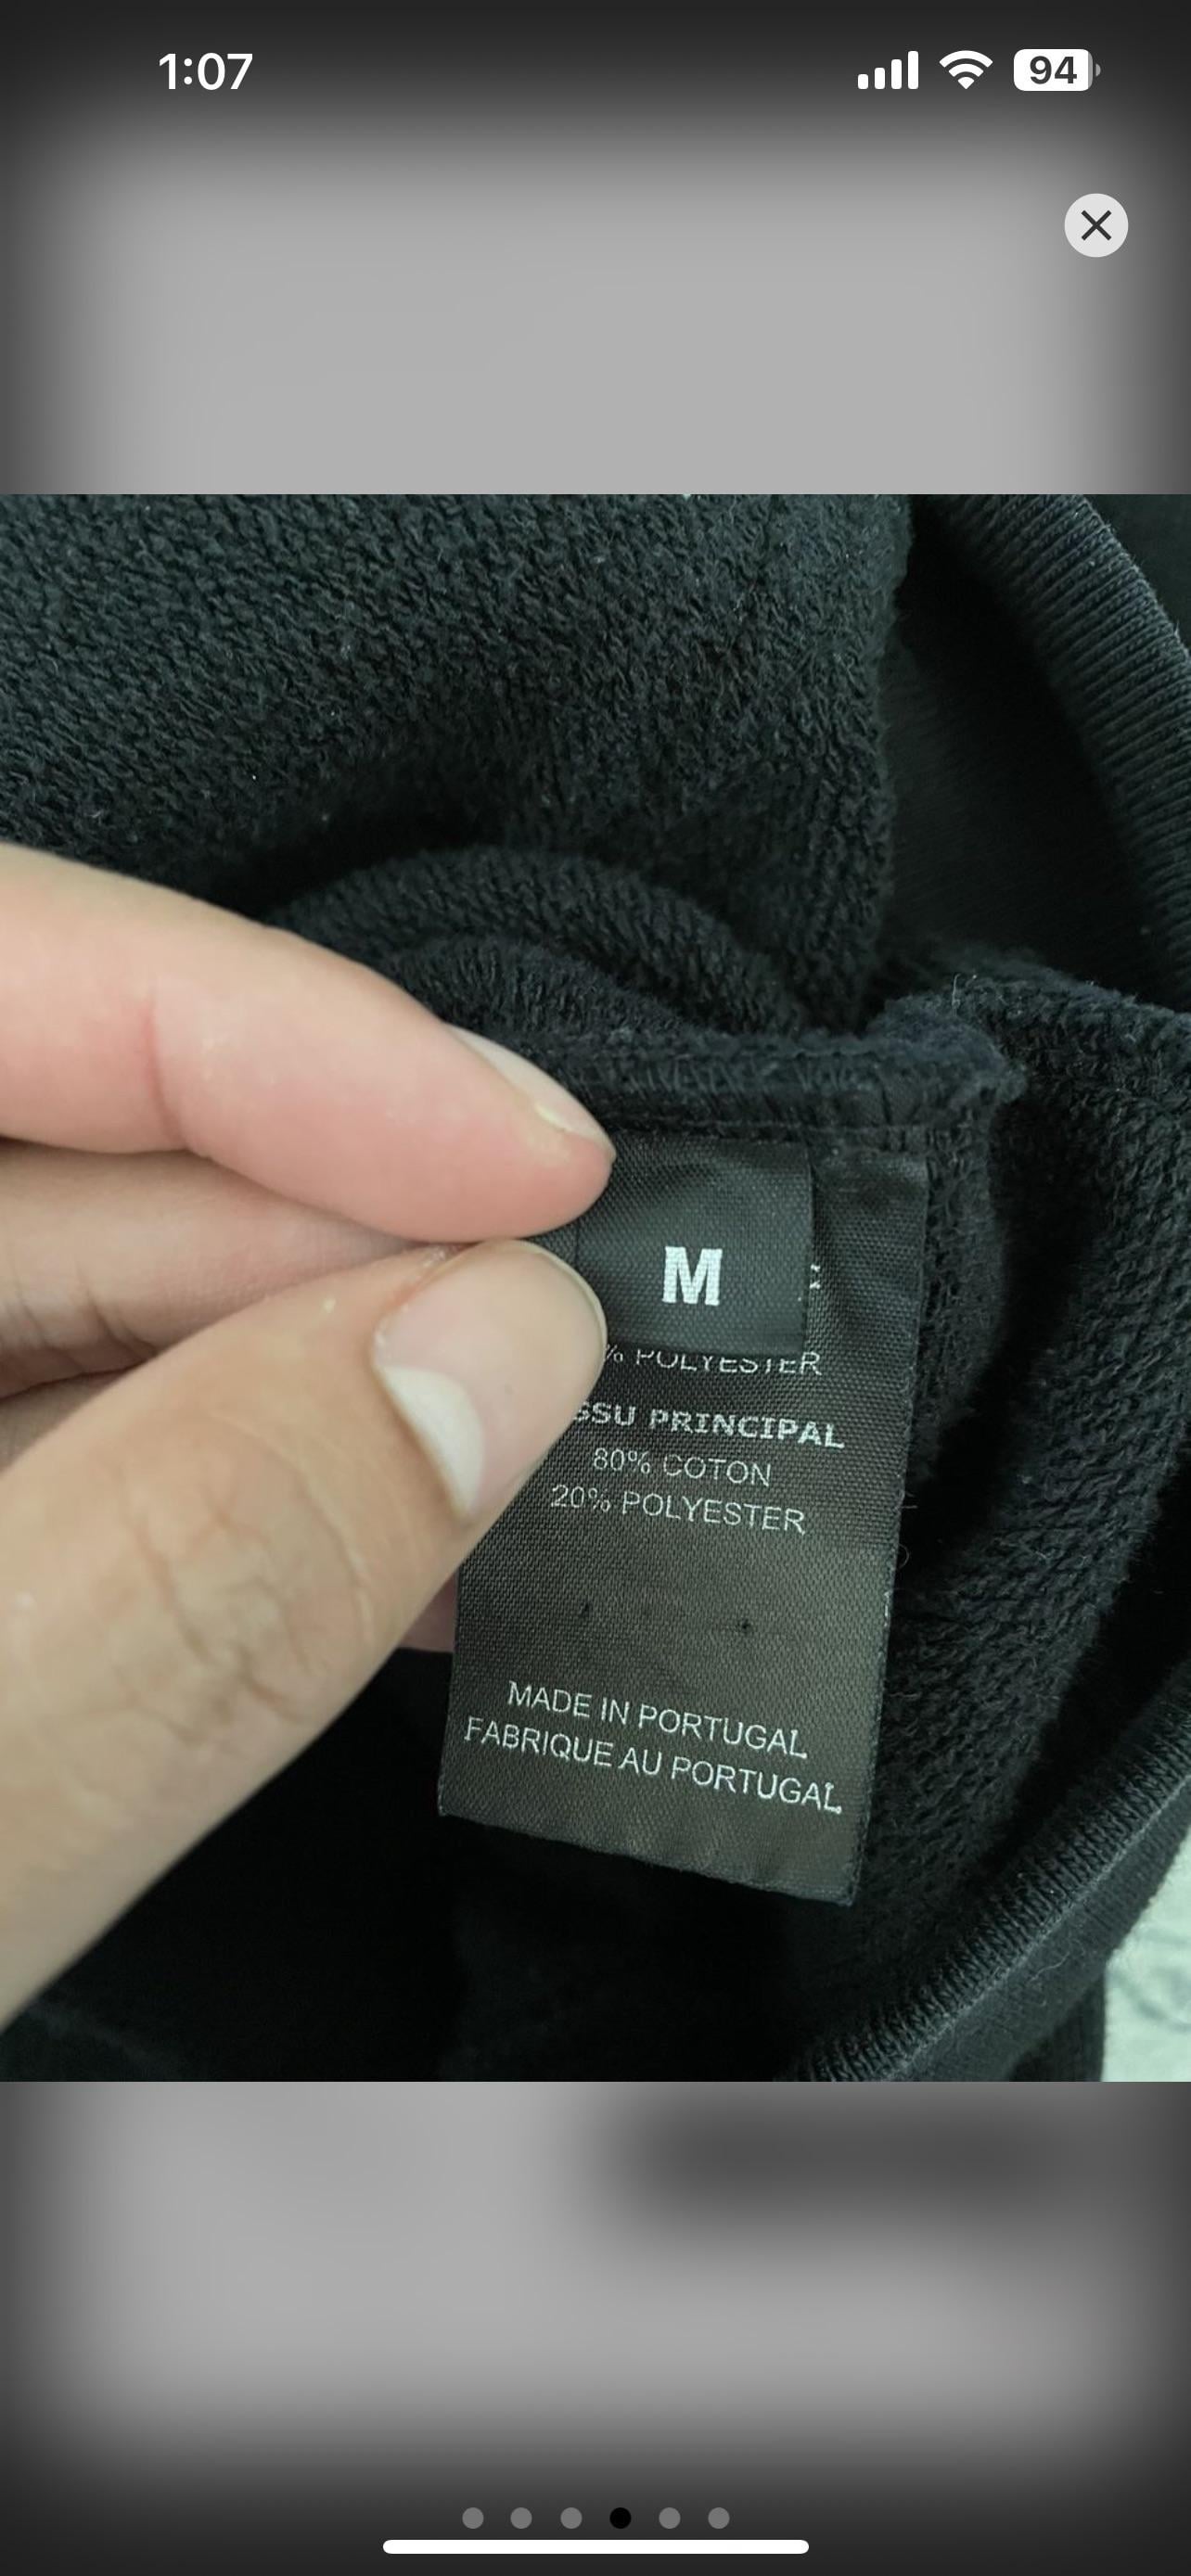 1:07
94
M
% POLYESTER
PRINCIPAL
80% COTON
20% POLYESTER
MADE IN PORTUGAL
FABRIQUE AU PORTUGAL